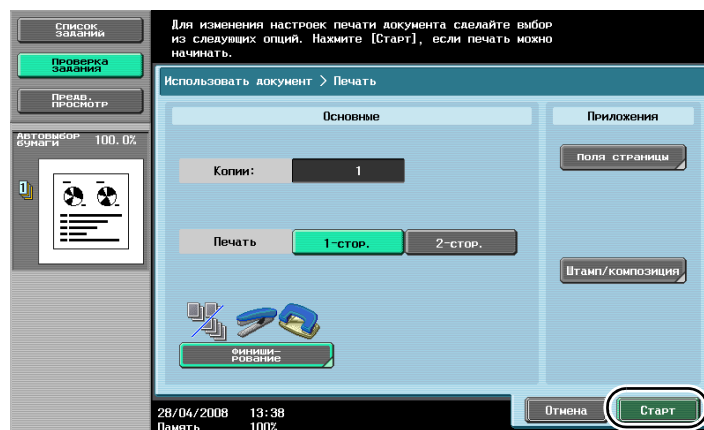 Список
заданий
Проверка
задания
Предв.
просмотр
Автовыбор
бумаги 100.0%
1
Для изменения настроек печати документа сделайте выбор
из следующих опций. Нажмите [Старт], если печать можно
начинать.
Использовать документ > Печать
Основные
Приложения
Копии: 1
Поля страницы
Печать 1-стор. 2-стор.
Штамп/композиция
Финиши-
рование
28/04/2008 13:38
Память 100%
Отмена Старт